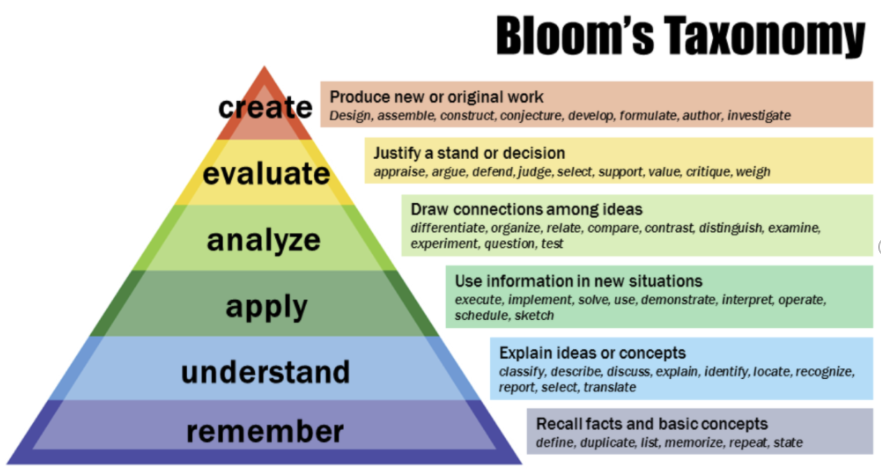 Bloom's Taxonomy
create
Produce new or original work
Design, assemble, construct, conjecture, develop, formulate, author, investigate
evaluate
Justify a stand or decision
appraise, argue, defend, judge, select, support, value, critique, weigh
analyze
Draw connections among ideas
differentiate, organize, relate, compare, contrast, distinguish, examine,
experiment, question, test
apply
Use information in new situations
execute, implement, solve, use, demonstrate, interpret, operate,
schedule, sketch
understand
Explain ideas or concepts
classify, describe, discuss, explain, identify, locate, recognize,
report, select, translate
remember
Recall facts and basic concepts
define, duplicate, list, memorize, repeat, state